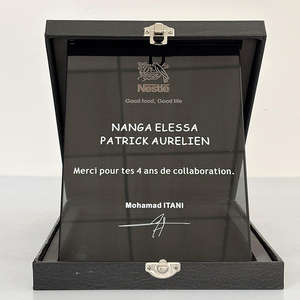 Nestlé
Good food, Good life
NANGA ELESSA
PATRICK AURELIEN
Merci pour tes 4 ans de collaboration.
Mohamad ITANI